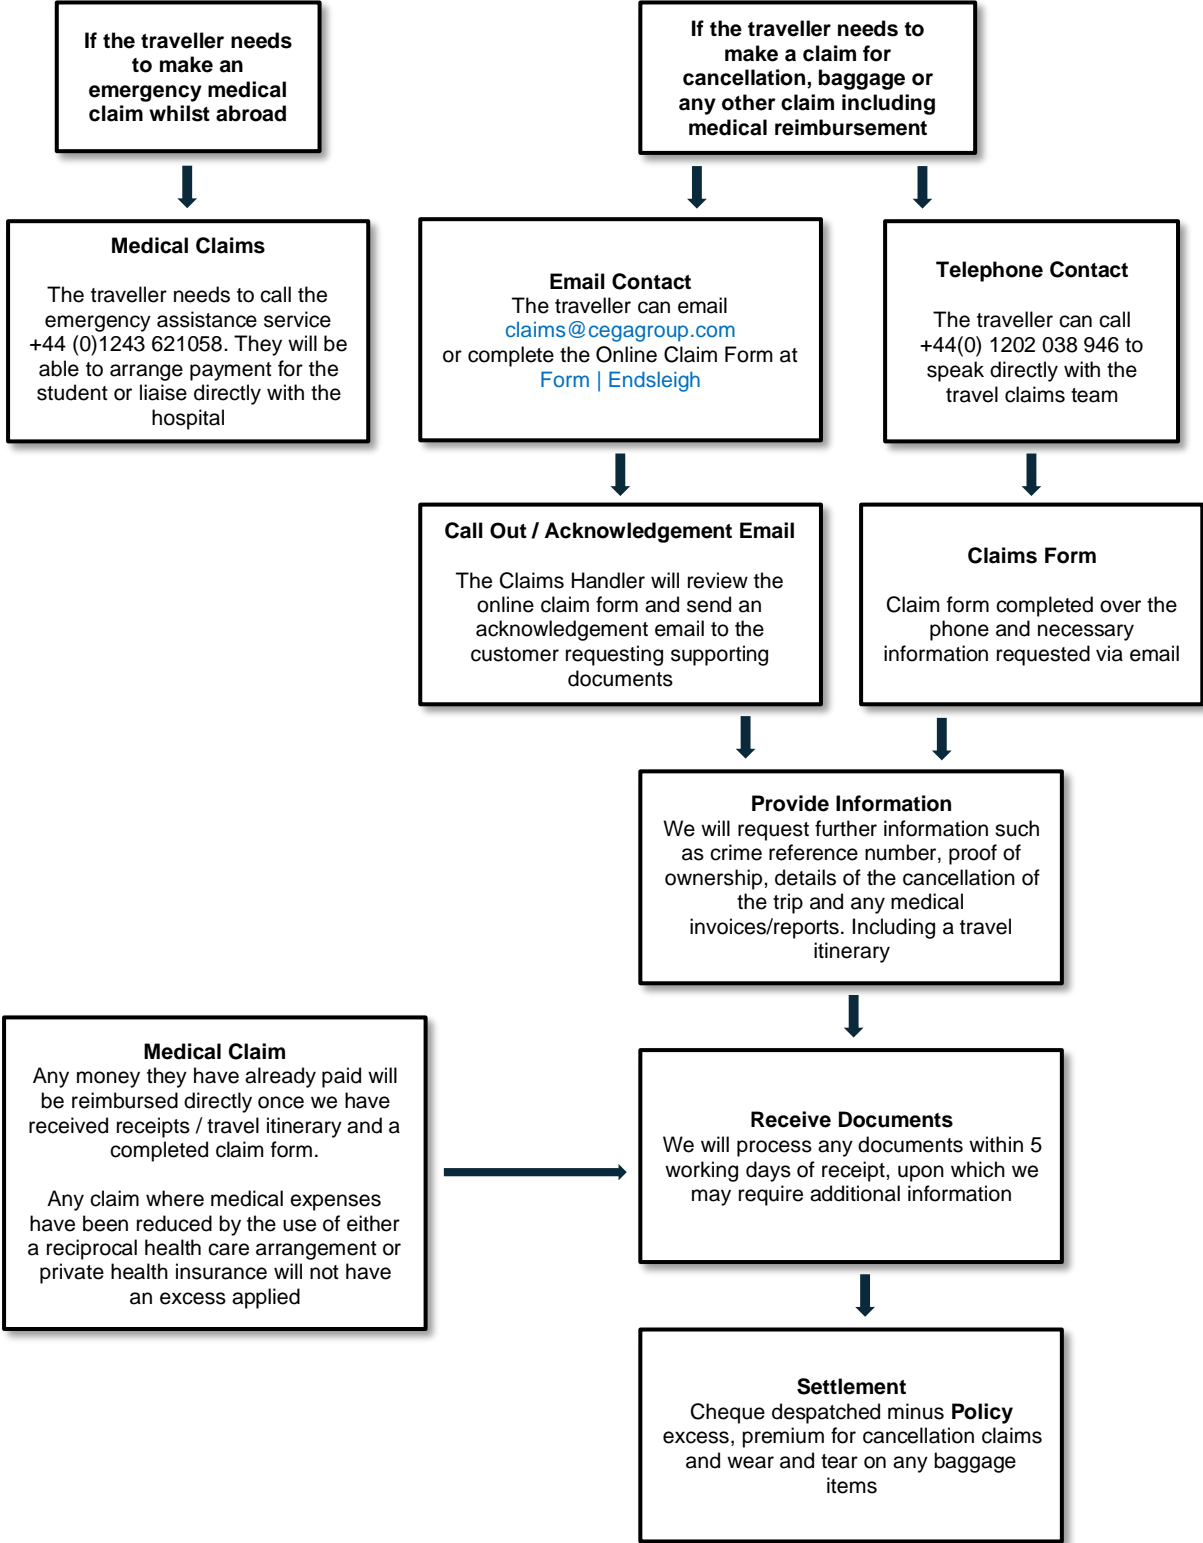 If the traveller needs
to make an
emergency medical
claim whilst abroad
If the traveller needs to
make a claim for
cancellation, baggage or
any other claim including
medical reimbursement
Medical Claims
The traveller needs to call the
emergency assistance service
+44 (0)1243 621058. They will be
able to arrange payment for the
student or liaise directly with the
hospital
Email Contact
The traveller can email
claims@cegagroup.com
or complete the Online Claim Form at
Form | Endsleigh
Telephone Contact
The traveller can call
+44(0) 1202 038 946 to
speak directly with the
travel claims team
Call Out / Acknowledgement Email
The Claims Handler will review the
online claim form and send an
acknowledgement email to the
customer requesting supporting
documents
Claims Form
Claim form completed over the
phone and necessary
information requested via email
Provide Information
We will request further information such
as crime reference number, proof of
ownership, details of the cancellation of
the trip and any medical
invoices/reports. Including a travel
itinerary
Medical Claim
Any money they have already paid will
be reimbursed directly once we have
received receipts / travel itinerary and a
completed claim form.
Any claim where medical expenses
have been reduced by the use of either
a reciprocal health care arrangement or
private health insurance will not have
an excess applied
Receive Documents
We will process any documents within 5
working days of receipt, upon which we
may require additional information
Settlement
Cheque despatched minus Policy
excess, premium for cancellation claims
and wear and tear on any baggage
items